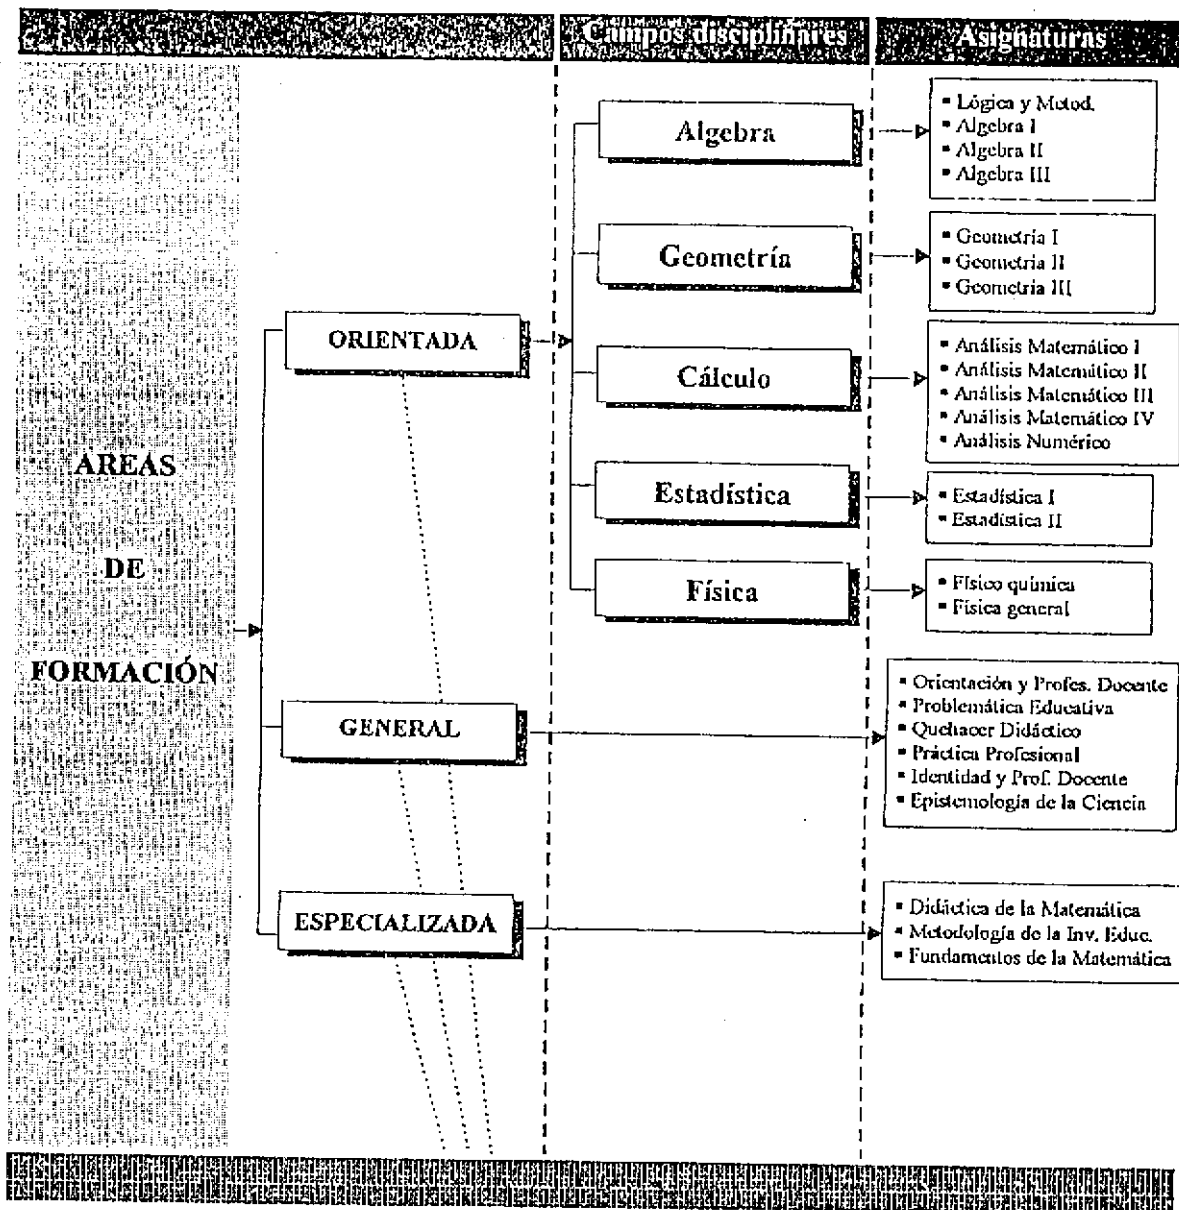 Campos disciplinares
Asignaturas
AREAS
DE
FORMACIÓN
ORIENTADA
GENERAL
ESPECIALIZADA
Algebra
Geometría
Cálculo
Estadística
Física
▪ Lógica y Metod.
▪ Algebra I
▪ Algebra II
▪ Algebra III
▪ Geometría I
▪ Geometría II
▪ Geometría III
▪ Análisis Matemático I
▪ Análisis Matemático II
▪ Análisis Matemático III
▪ Análisis Matemático IV
▪ Análisis Numérico
▪ Estadística I
▪ Estadística II
▪ Físico química
▪ Física general
▪ Orientación y Profes. Docente
▪ Problemática Educativa
▪ Quehacer Didáctico
▪ Práctica Profesional
▪ Identidad y Prof. Docente
▪ Epistemología de la Ciencia
▪ Didáctica de la Matemática
▪ Metodología de la Inv. Educ.
▪ Fundamentos de la Matemática